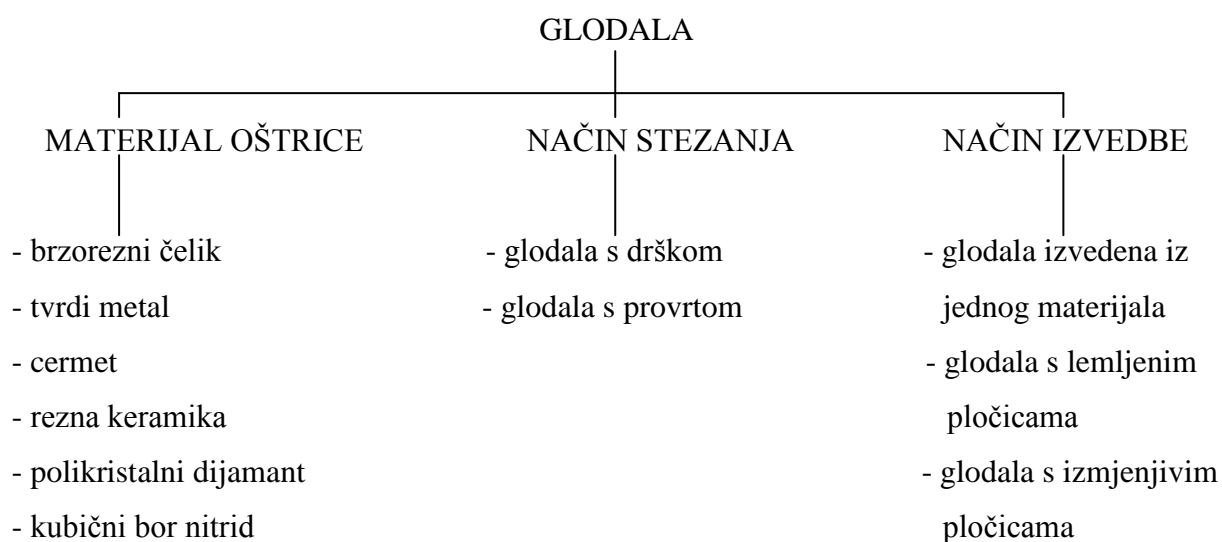 GLODALA
MATERIJAL OŠTRICE
- brzorezni čelik
- tvrdi metal
- cermet
- rezna keramika
- polikristalni dijamant
- kubični bor nitrid
NAČIN STEZANJA
- glodala s drškom
- glodala s provrtom
NAČIN IZVEDBE
- glodala izvedena iz
jednog materijala
- glodala s lemljenim
pločicama
- glodala s izmjenjivim
pločicama